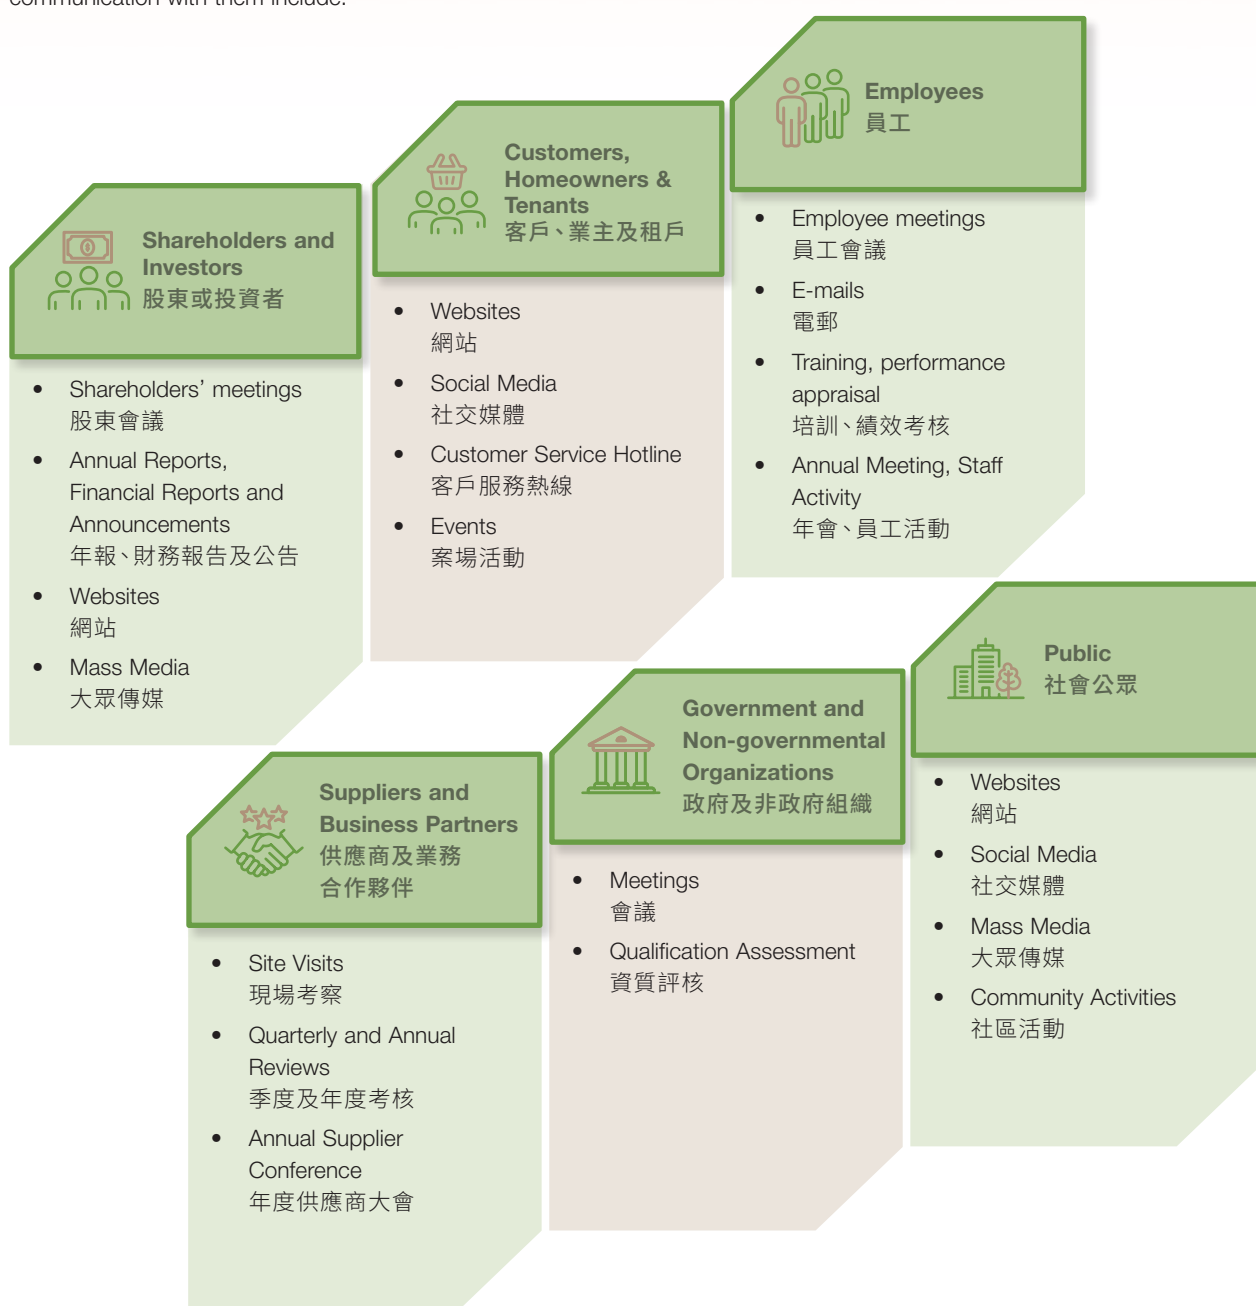 communication with them include:
Shareholders and
Investors
股東或投資者
• Shareholders’ meetings
股東會議
• Annual Reports,
Financial Reports and
Announcements
年報、財務報告及公告
• Websites
網站
• Mass Media
大眾傳媒
Customers,
Homeowners &
Tenants
客戶、業主及租戶
• Websites
網站
• Social Media
社交媒體
• Customer Service Hotline
客戶服務熱線
• Events
案場活動
Employees
員工
• Employee meetings
員工會議
• E-mails
電郵
• Training, performance
appraisal
培訓、績效考核
• Annual Meeting, Staff
Activity
年會、員工活動
Suppliers and
Business Partners
供應商及業務
合作夥伴
• Site Visits
現場考察
• Quarterly and Annual
Reviews
季度及年度考核
• Annual Supplier
Conference
年度供應商大會
Government and
Non-governmental
Organizations
政府及非政府組織
• Meetings
會議
• Qualification Assessment
資質評核
Public
社會公眾
• Websites
網站
• Social Media
社交媒體
• Mass Media
大眾傳媒
• Community Activities
社區活動